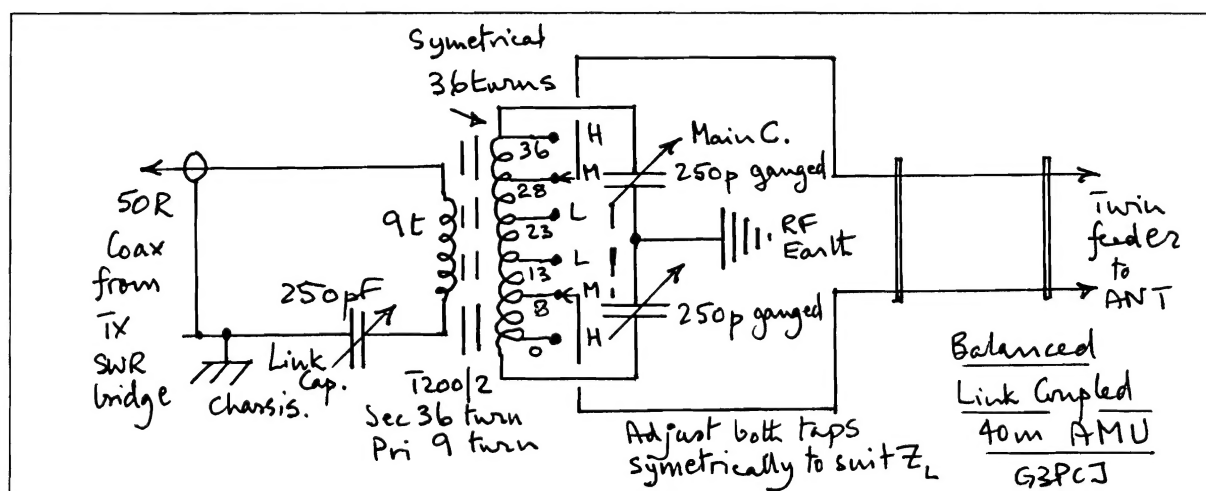 Symetrical
36 turns
50R
Coax
from
TX
SWR
bridge
Chassis.
250pF
Link
Cap.
9t
T200/2
Sec 36 turn
Pri 9 turn
36
28
23
13
8
0
H
M
L
L
M
H
Main C.
250p ganged
RF
Earth
250p ganged
Adjust both taps
symetrically to suit ZL
Twin
feeder
to
ANT
Balanced
Link Coupled
40m AMU
G3PCJ